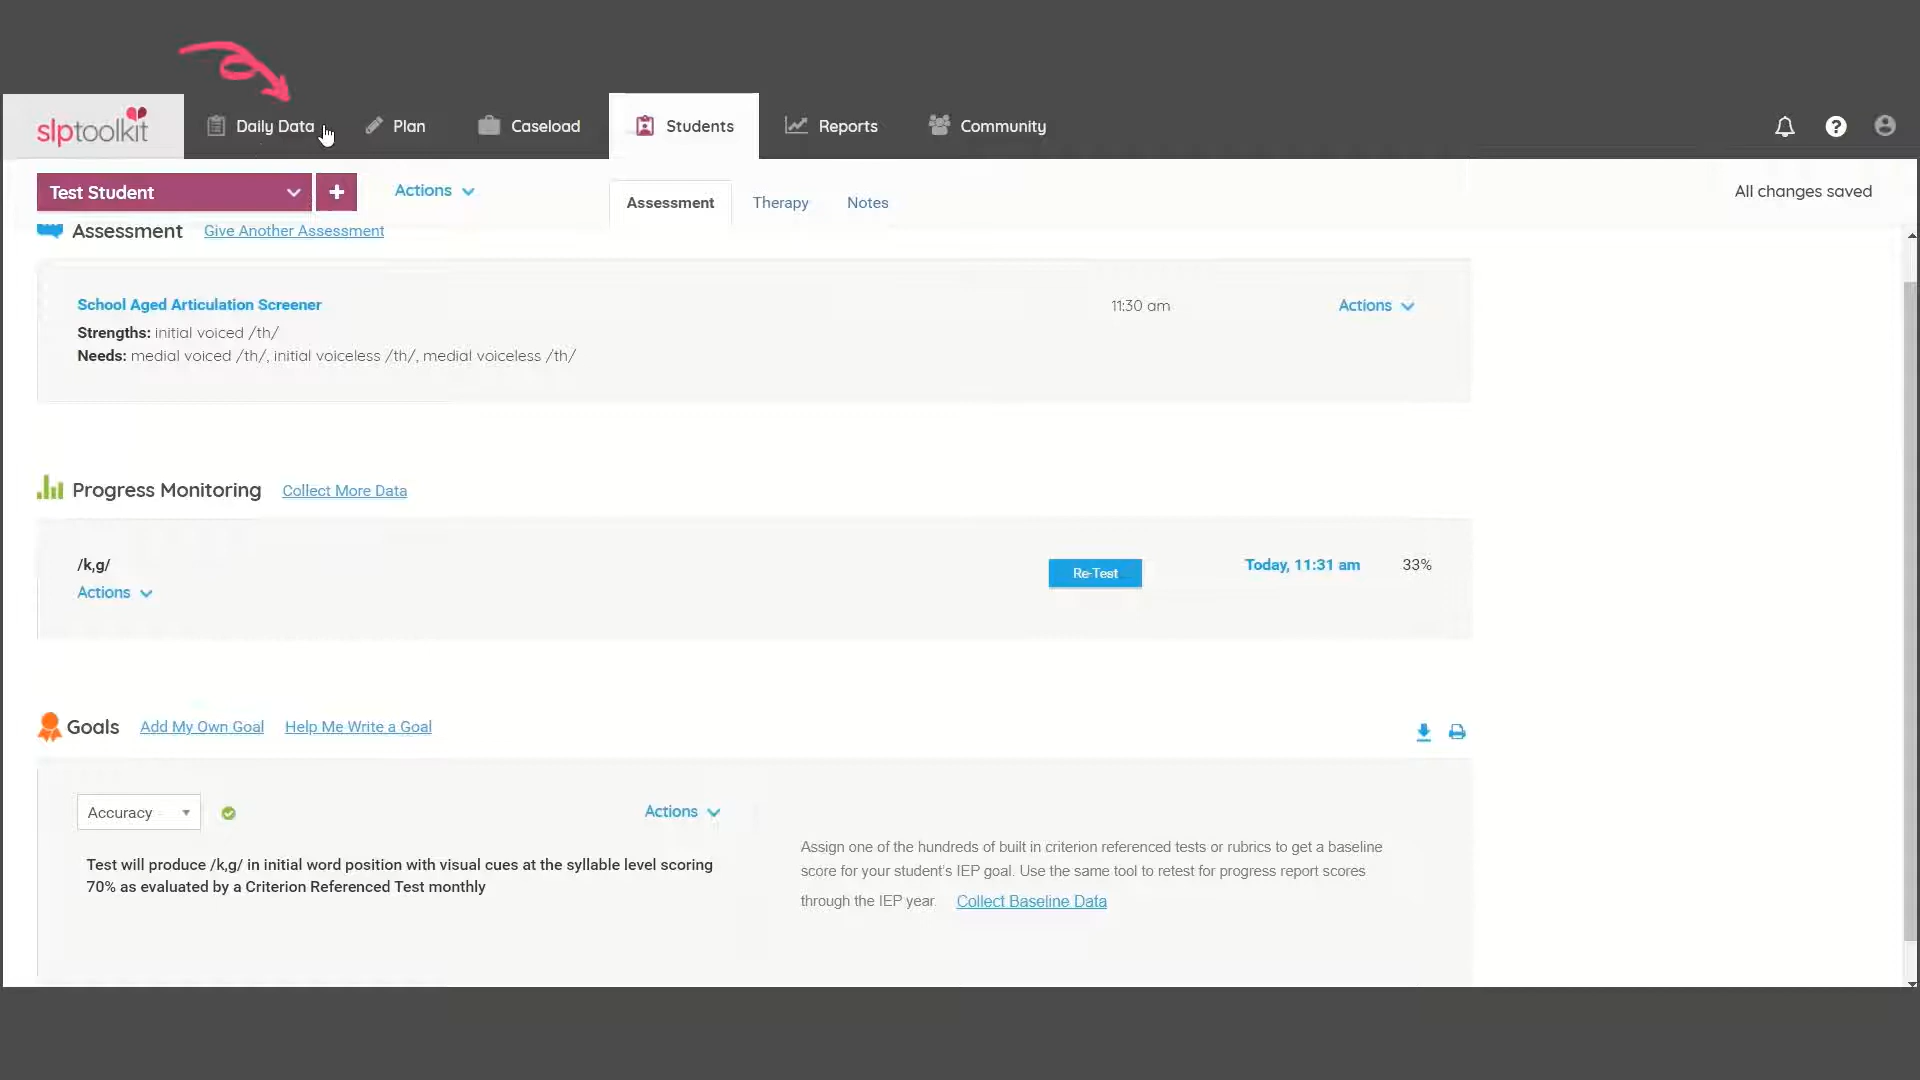 slptoolkit
Daily Data
Plan
Caseload
Students
Reports
Community
Test Student
Actions
Assessment
Therapy
Notes
All changes saved
Assessment
Give Another Assessment
School Aged Articulation Screener
11:30 am
Actions
Strengths: initial voiced /th/
Needs: medial voiced /th/, initial voiceless /th/, medial voiceless /th/
Progress Monitoring
Collect More Data
/k,g/
Re-Test
Today, 11:31 am
33%
Actions
Goals
Add My Own Goal
Help Me Write a Goal
Accuracy
Actions
Test will produce /k,g/ in initial word position with visual cues at the syllable level scoring
70% as evaluated by a Criterion Referenced Test monthly
Assign one of the hundreds of built in criterion referenced tests or rubrics to get a baseline
score for your student's IEP goal. Use the same tool to retest for progress report scores
through the IEP year. Collect Baseline Data